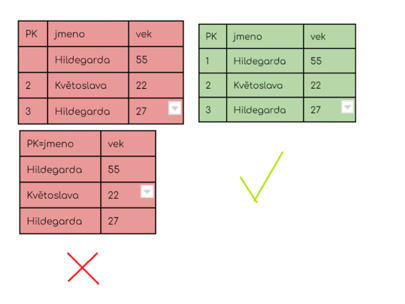 PK jmeno vek
Hildegarda 55
2 Květoslava 22
3 Hildegarda 27
PK jmeno vek
1 Hildegarda 55
2 Květoslava 22
3 Hildegarda 27
PK=jmeno vek
Hildegarda 55
Květoslava 22
Hildegarda 27